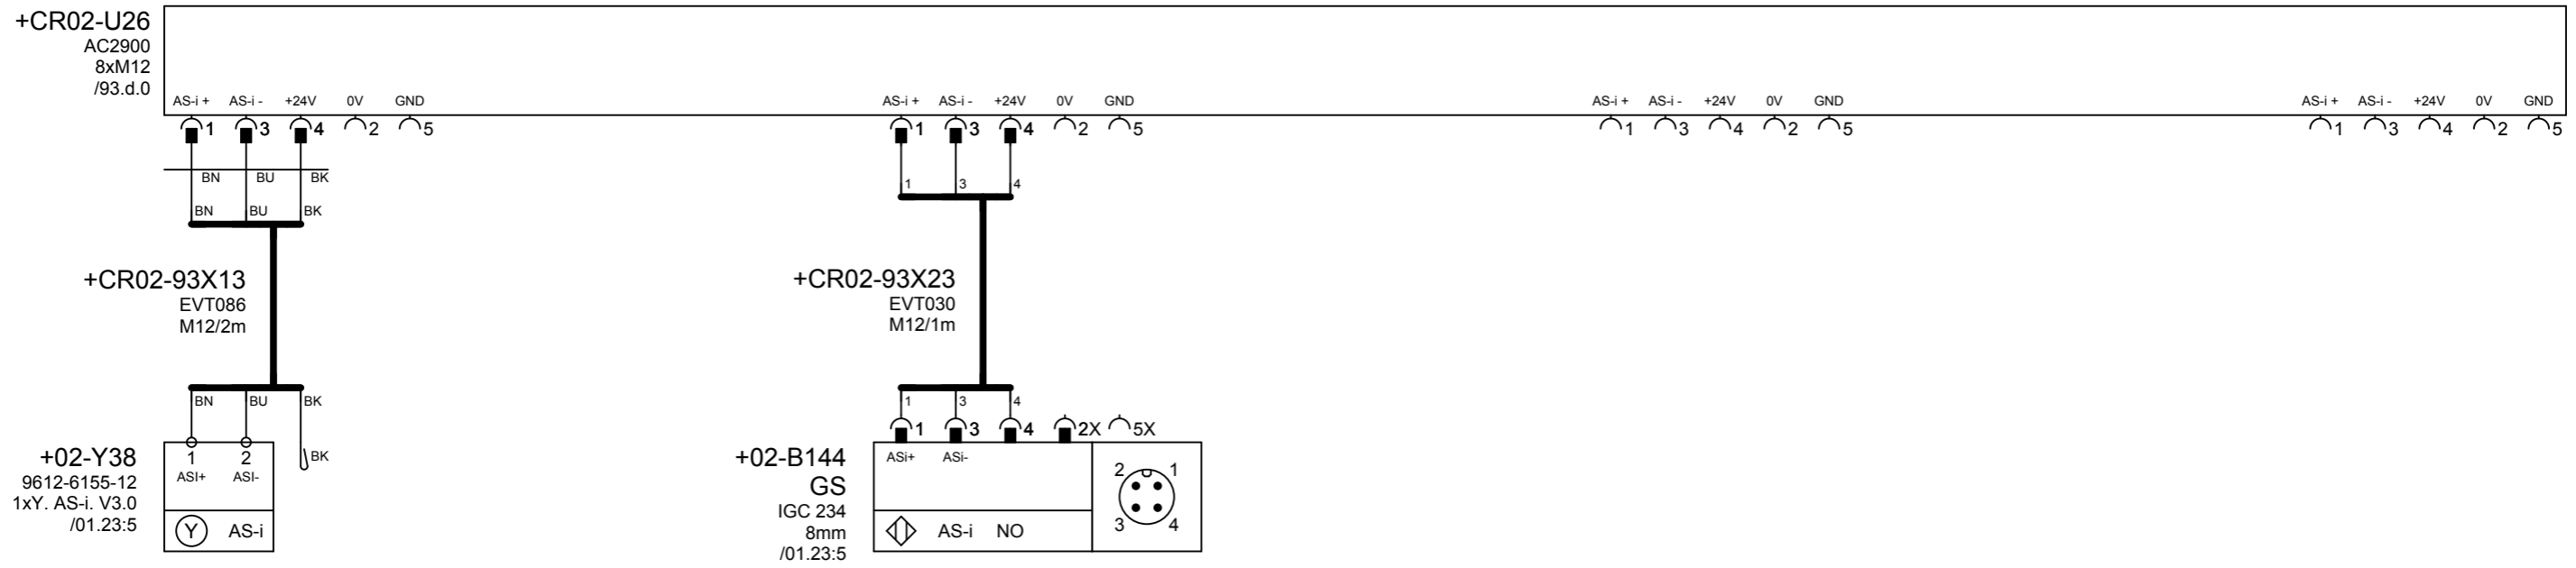 +CR02-U26
AC2900
8xM12
/93.d.0
AS-i + AS-i - +24V 0V GND
1 3 4 2 5
AS-i + AS-i - +24V 0V GND
1 3 4 2 5
AS-i + AS-i - +24V 0V GND
1 3 4 2 5
AS-i + AS-i - +24V 0V GND
1 3 4 2 5
BN BU BK
BN BU BK
+CR02-93X13
EVT086
M12/2m
BN BU BK
+02-Y38
9612-6155-12
1xY. AS-i. V3.0
/01.23:5
1 2 BK
ASI+ ASI-
Y AS-i
1 3 4
+CR02-93X23
EVT030
M12/1m
1 3 4
1 3 4 2X 5X
+02-B144
GS
IGC 234
8mm
/01.23:5
ASi+ ASi-
AS-i NO
2 1
3 4